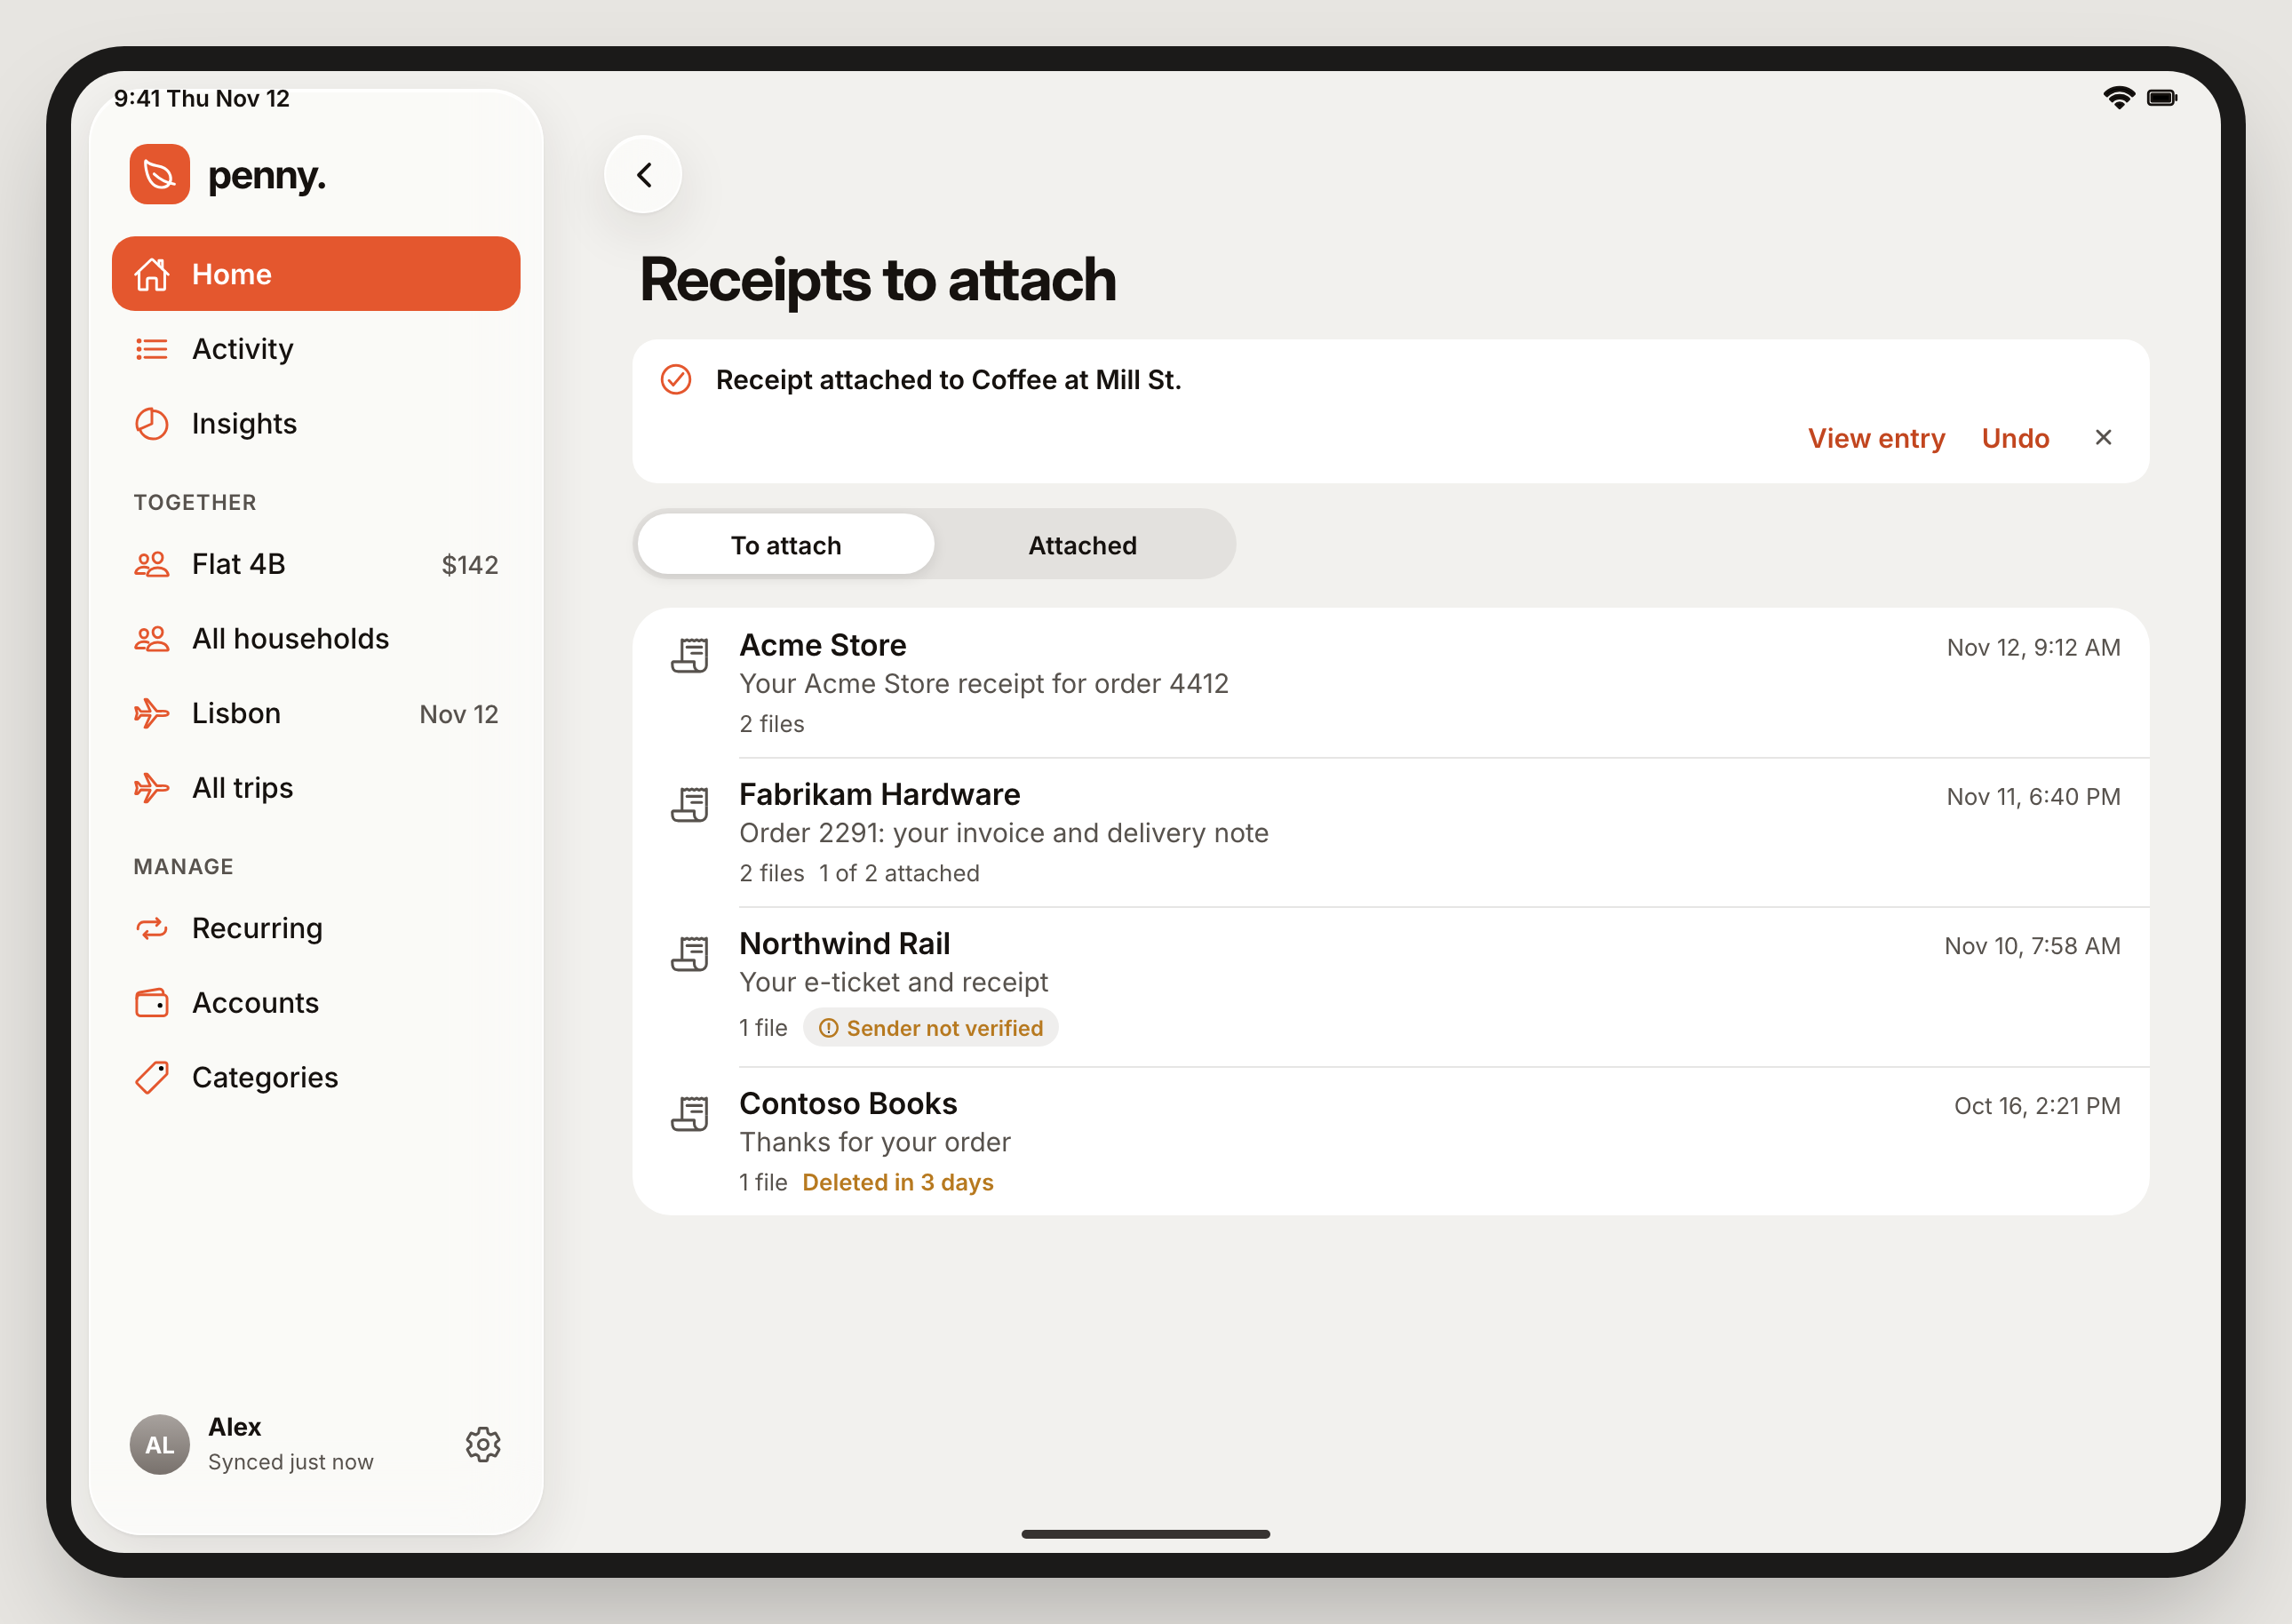 9:41 Thu Nov 12
penny.
Home
Activity
Insights
TOGETHER
Flat 4B $142
All households
Lisbon Nov 12
All trips
MANAGE
Recurring
Accounts
Categories
AL
Alex
Synced just now
Receipts to attach
Receipt attached to Coffee at Mill St.
View entry Undo
To attach Attached
Acme Store Nov 12, 9:12 AM
Your Acme Store receipt for order 4412
2 files
Fabrikam Hardware Nov 11, 6:40 PM
Order 2291: your invoice and delivery note
2 files 1 of 2 attached
Northwind Rail Nov 10, 7:58 AM
Your e-ticket and receipt
1 file Sender not verified
Contoso Books Oct 16, 2:21 PM
Thanks for your order
1 file Deleted in 3 days